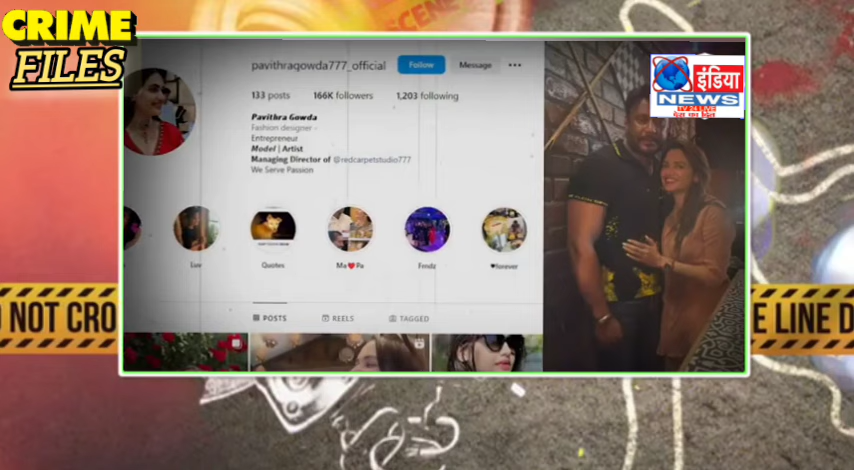 CRIME
FILES
SCENE
pavithragowda777_official Follow Message
133 posts 166K followers 1,203 following
Pavithra Gowda
Fashion designer -
Entrepreneur
Model | Artist
Managing Director of @redcarpetstudio777
We Serve Passion
Luv Quotes Ma❤️Pa Frndz ♥forever
POSTS REELS TAGGED
इंडिया
NEWS
देश का हित
NOT CRO
E LINE D